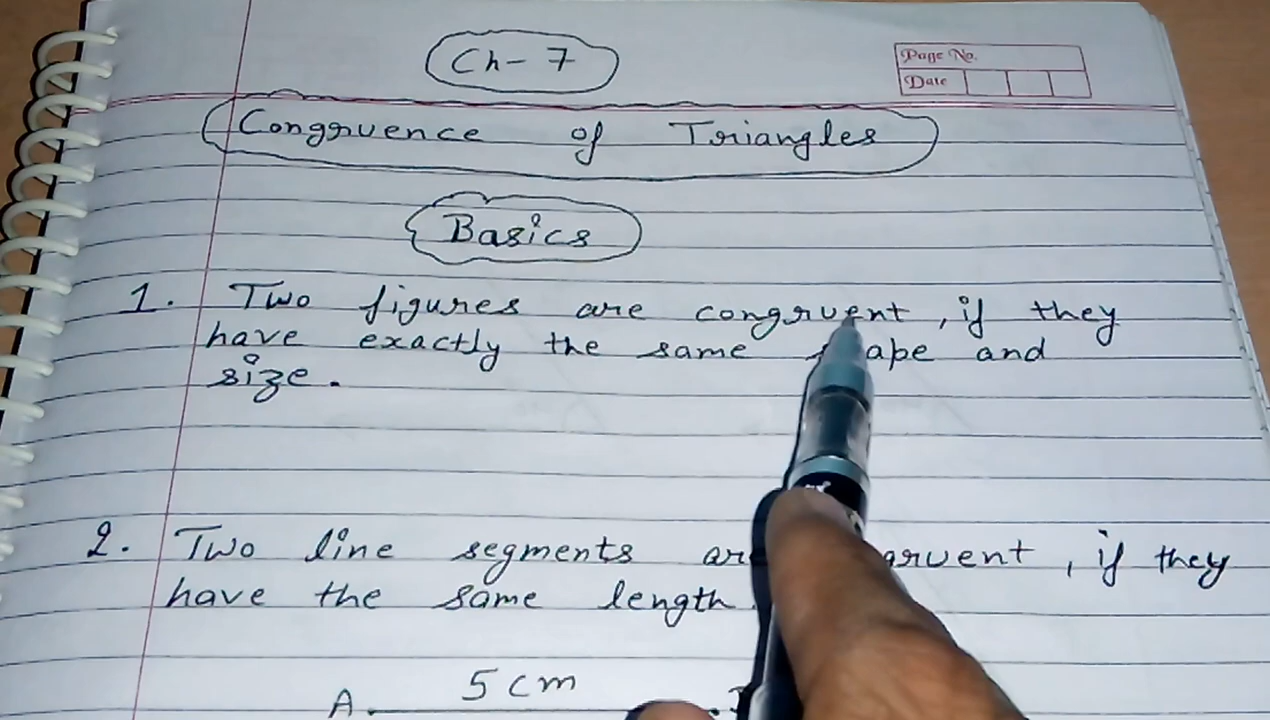 Ch-7
Page No.
Date
Congruence of Triangles
Basics
1. Two figures are congruent, if they
have exactly the same and
size.
2. Two line segments , if they
have the same length
5 cm
A